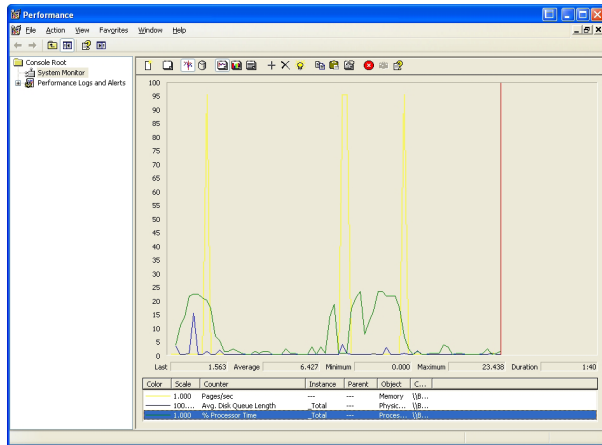 Performance
File Action View Favorites Window Help
Console Root
System Monitor
Performance Logs and Alerts
100
95
90
85
80
75
70
65
60
55
50
45
40
35
30
25
20
15
10
5
0
Last 1.563 Average 6.427 Minimum 0.000 Maximum 23.438 Duration 1:40
Color Scale Counter Instance Parent Object C...
1.000 Pages/sec --- --- Memory \\B...
100.... Avg. Disk Queue Length _Total --- Physic... \\B...
1.000 % Processor Time _Total --- Proces... \\B...